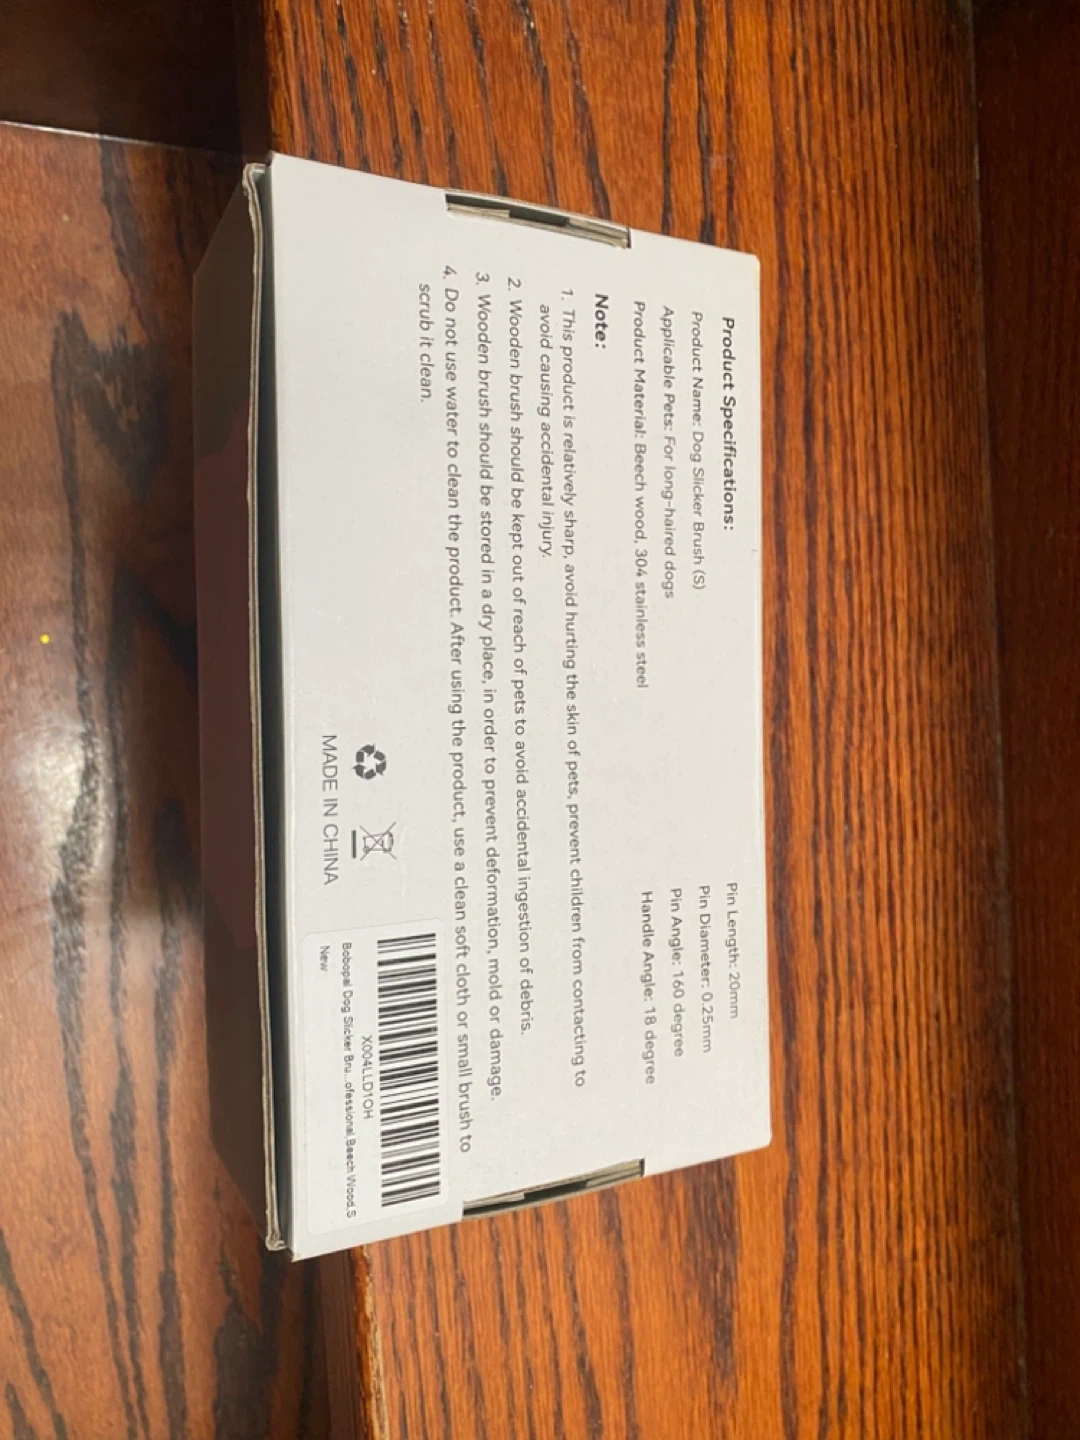 Product Specifications:
Product Name: Dog Slicker Brush (S)
Applicable Pets: For long-haired dogs
Product Material: Beech wood, 304 stainless steel
Pin Length: 20mm
Pin Diameter: 0.25mm
Pin Angle: 160 degree
Handle Angle: 18 degree
Note:
1. This product is relatively sharp, avoid hurting the skin of pets, prevent children from contacting to
avoid causing accidental injury.
2. Wooden brush should be kept out of reach of pets to avoid accidental ingestion of debris.
3. Wooden brush should be stored in a dry place, in order to prevent deformation, mold or damage.
4. Do not use water to clean the product. After using the product, use a clean soft cloth or small brush to
scrub it clean.
MADE IN CHINA
X004LLD1OH
Bobopal Dog Slicker Bru...ofessional,Beech Wood,S
New